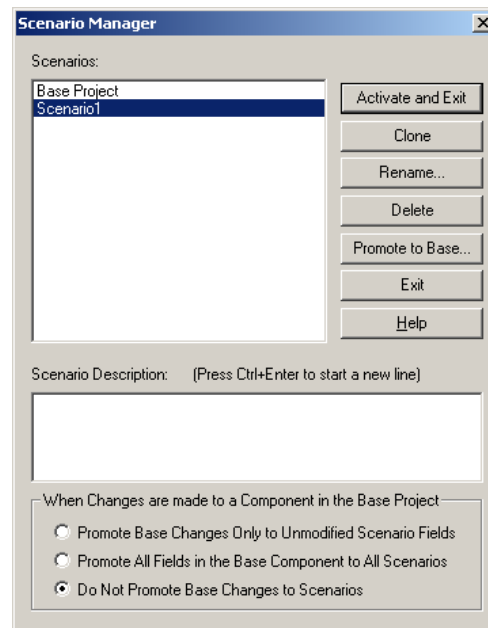 Scenario Manager
Scenarios:
Base Project
Scenario1
Activate and Exit
Clone
Rename...
Delete
Promote to Base...
Exit
Help
Scenario Description: (Press Ctrl+Enter to start a new line)
When Changes are made to a Component in the Base Project
Promote Base Changes Only to Unmodified Scenario Fields
Promote All Fields in the Base Component to All Scenarios
Do Not Promote Base Changes to Scenarios